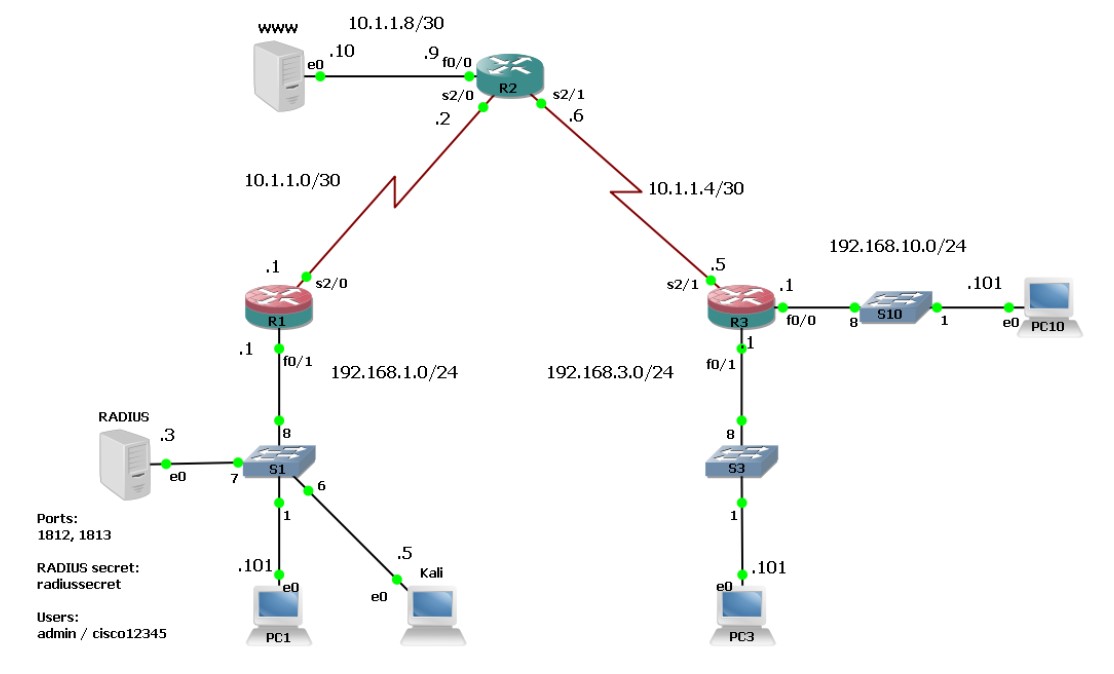 10.1.1.8/30
WWW
.10
.9
e0
f0/0
R2
s2/0
s2/1
.2
.6
10.1.1.0/30
10.1.1.4/30
192.168.10.0/24
.1
.5
s2/0
s2/1
.1
.101
R1
R3
f0/0
8
S10
1
e0
PC10
.1
f0/1
.1
f0/1
192.168.1.0/24
192.168.3.0/24
RADIUS
.3
8
8
e0
7
S1
6
S3
Ports:
1812, 1813
1
1
RADIUS secret:
radiussecret
.101
.5
Kali
.101
e0
e0
e0
Users:
admin / cisco12345
PC1
PC3